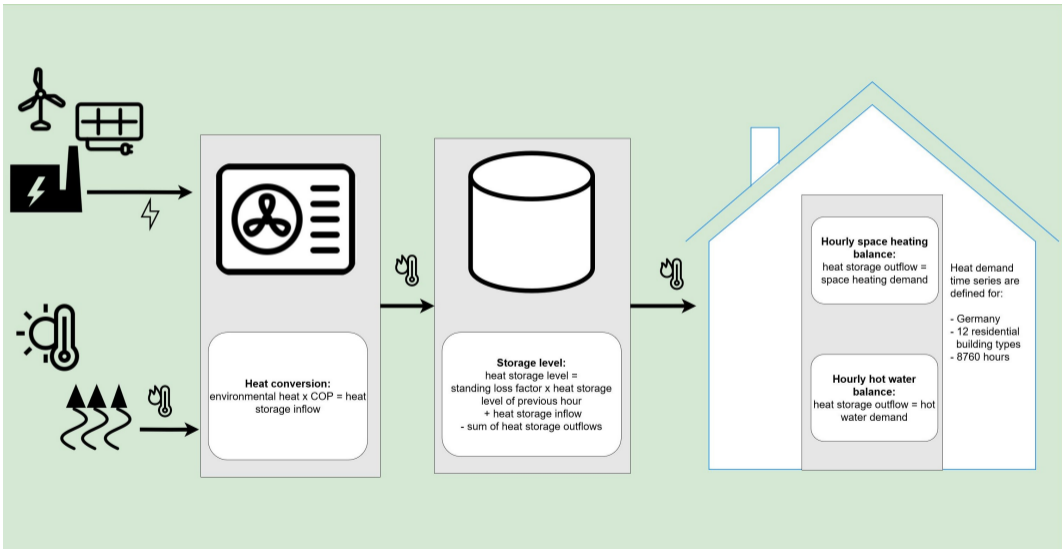 Heat conversion:
environmental heat x COP = heat
storage inflow
Storage level:
heat storage level =
standing loss factor x heat storage
level of previous hour
+ heat storage inflow
- sum of heat storage outflows
Hourly space heating
balance:
heat storage outflow =
space heating demand
Hourly hot water
balance:
heat storage outflow = hot
water demand
Heat demand
time series are
defined for:
- Germany
- 12 residential
building types
- 8760 hours